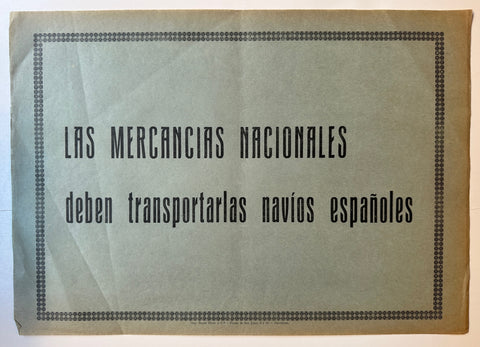 LAS MERCANCIAS NACIONALES
deben transportarlas navíos españoles